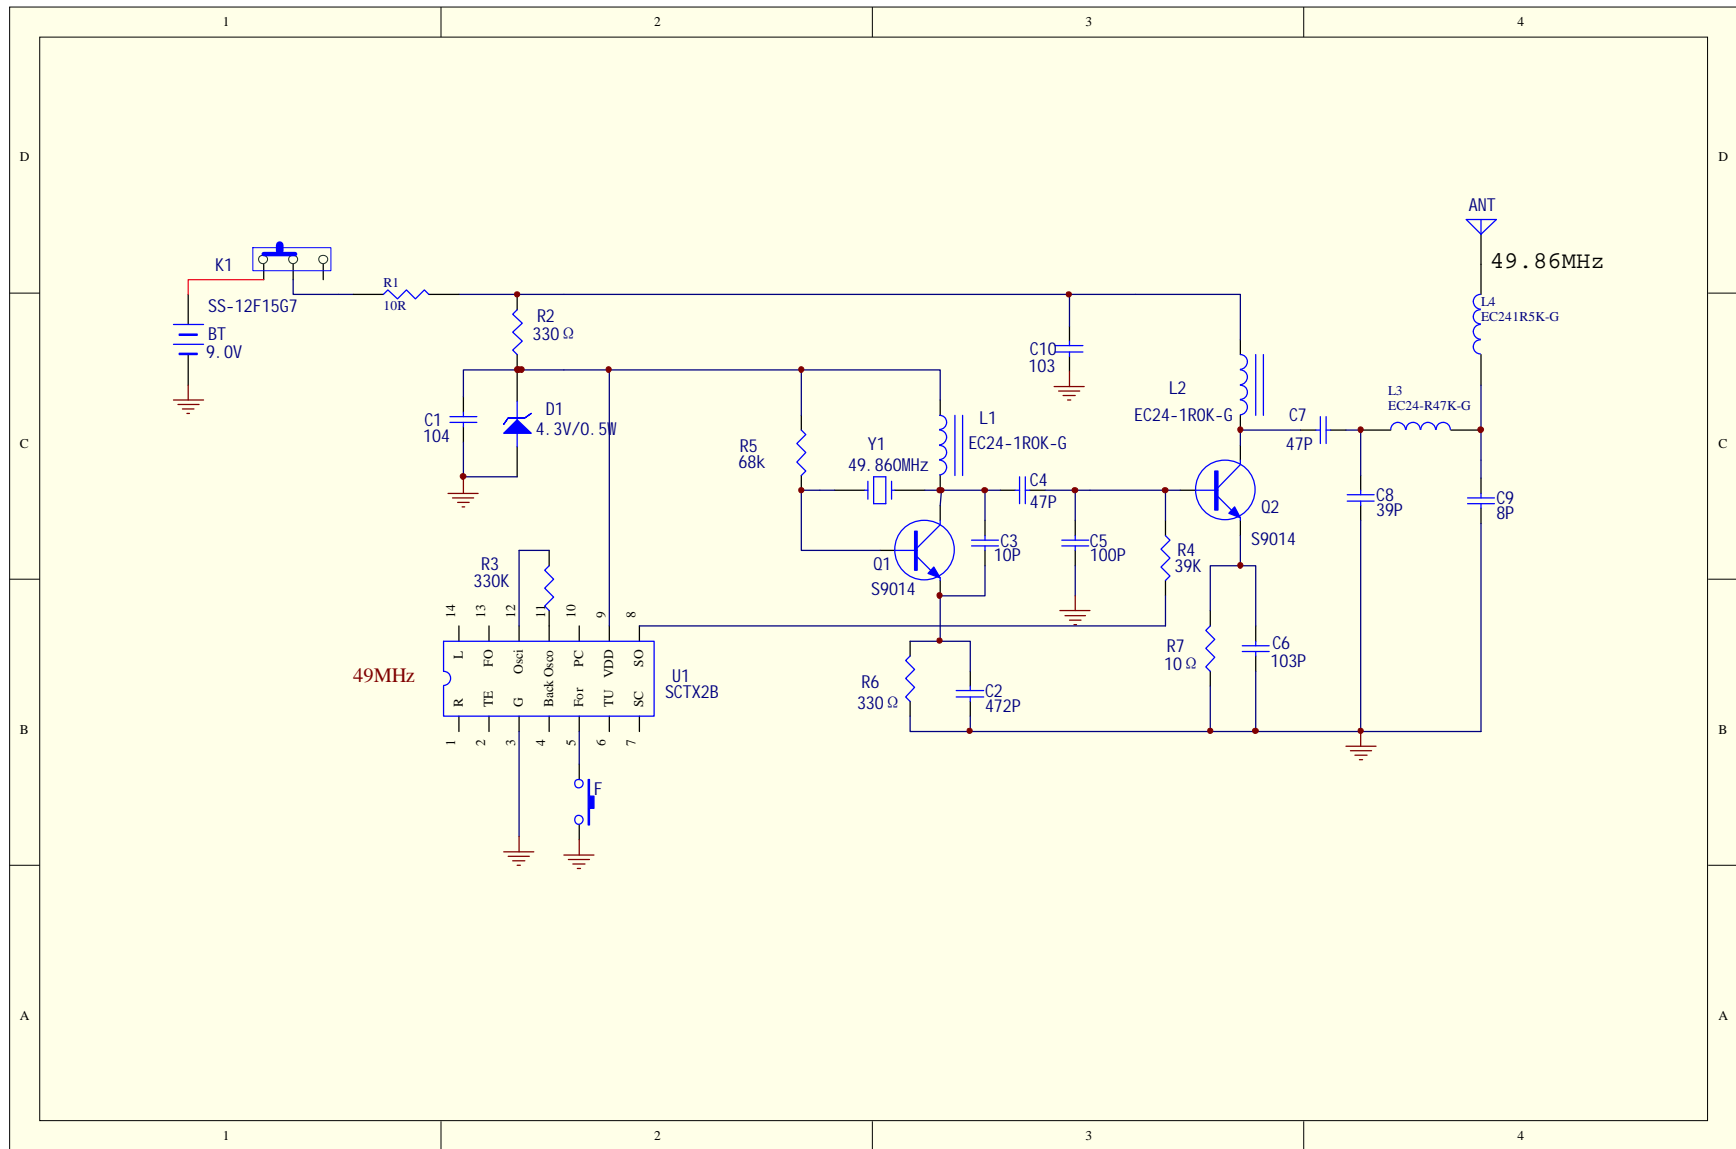 1 2 3 4
D D
ANT
49.86MHz
K1
SS-12F15G7
R1
10R
L4
EC241R5K-G
BT
9.0V
R2
330Ω
C10
103
L2
EC24-1R0K-G
L3
EC24-R47K-G
C1
104
D1
4.3V/0.5W
L1
EC24-1R0K-G
C7
47P
C C
R5
68k
Y1
49.860MHz
C4
47P
C8
39P
C9
8P
Q2
S9014
C3
10P
C5
100P
R4
39K
Q1
S9014
R3
330K
14 13 12 11 10 9 8
L FO Osci Osco PC VDD SO
R TE G Back For TU SC
1 2 3 4 5 6 7
49MHz
U1
SCTX2B
R6
330Ω
C2
472P
R7
10Ω
C6
103P
B B
F
A A
1 2 3 4